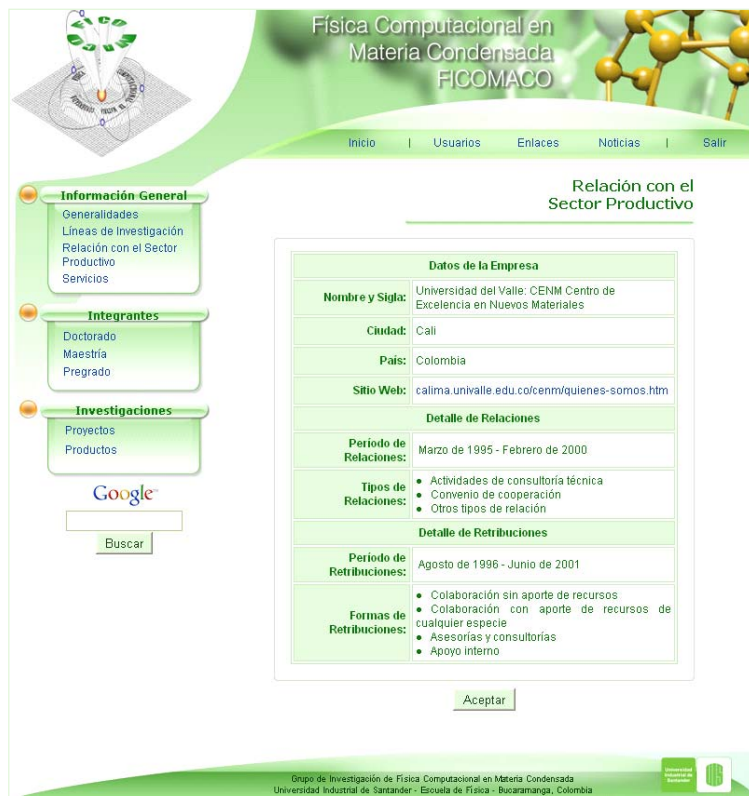 FICO
MACO
Física Computacional en
Materia Condensada
FICOMACO
Inicio | Usuarios Enlaces Noticias | Salir
Relación con el
Sector Productivo
Información General
Generalidades
Líneas de Investigación
Relación con el Sector
Productivo
Servicios
Integrantes
Doctorado
Maestría
Pregrado
Investigaciones
Proyectos
Productos
Google
Buscar
Datos de la Empresa
Nombre y Sigla: Universidad del Valle: CENM Centro de
Excelencia en Nuevos Materiales
Ciudad: Cali
País: Colombia
Sitio Web: calima.univalle.edu.co/cenm/quienes-somos.htm
Detalle de Relaciones
Período de
Relaciones: Marzo de 1995 - Febrero de 2000
Tipos de
Relaciones: ● Actividades de consultoría técnica
● Convenio de cooperación
● Otros tipos de relación
Detalle de Retribuciones
Período de
Retribuciones: Agosto de 1996 - Junio de 2001
Formas de
Retribuciones: ● Colaboración sin aporte de recursos
● Colaboración con aporte de recursos de
cualquier especie
● Asesorías y consultorías
● Apoyo interno
Aceptar
Grupo de Investigación de Física Computacional en Materia Condensada
Universidad Industrial de Santander - Escuela de Física - Bucaramanga, Colombia
Universidad
Industrial de
Santander